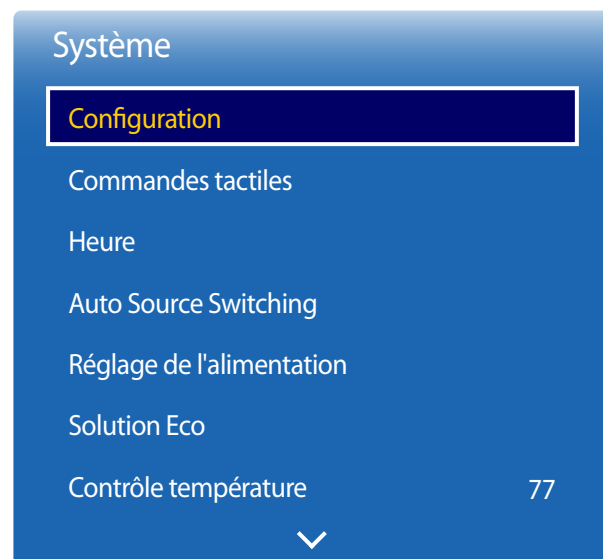 Système
Configuration
Commandes tactiles
Heure
Auto Source Switching
Réglage de l'alimentation
Solution Eco
Contrôle température 77